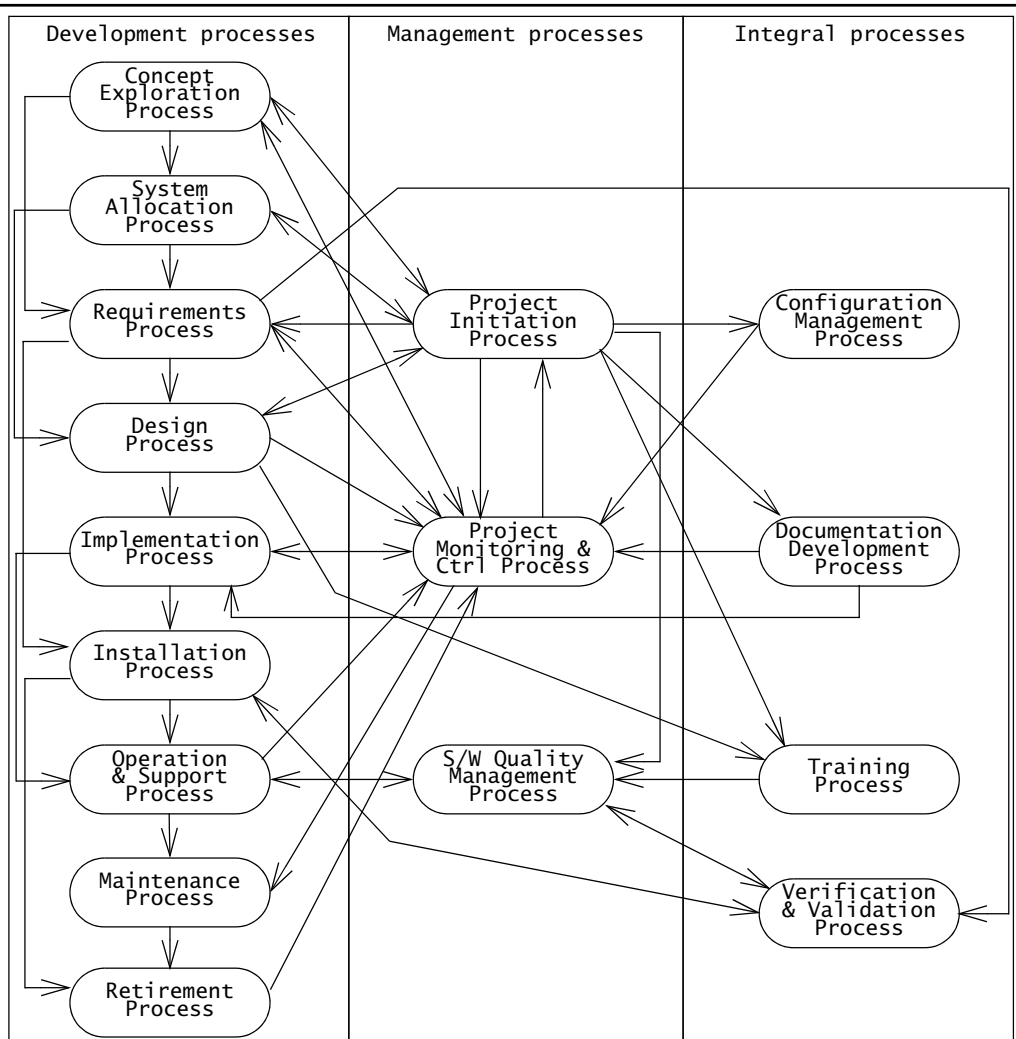 Development processes
Management processes
Integral processes
Concept
Exploration
Process
System
Allocation
Process
Requirements
Process
Project
Initiation
Process
Configuration
Management
Process
Design
Process
Implementation
Process
Project
Monitoring &
Ctrl Process
Documentation
Development
Process
Installation
Process
Operation
& Support
Process
S/W Quality
Management
Process
Training
Process
Maintenance
Process
Verification
& Validation
Process
Retirement
Process